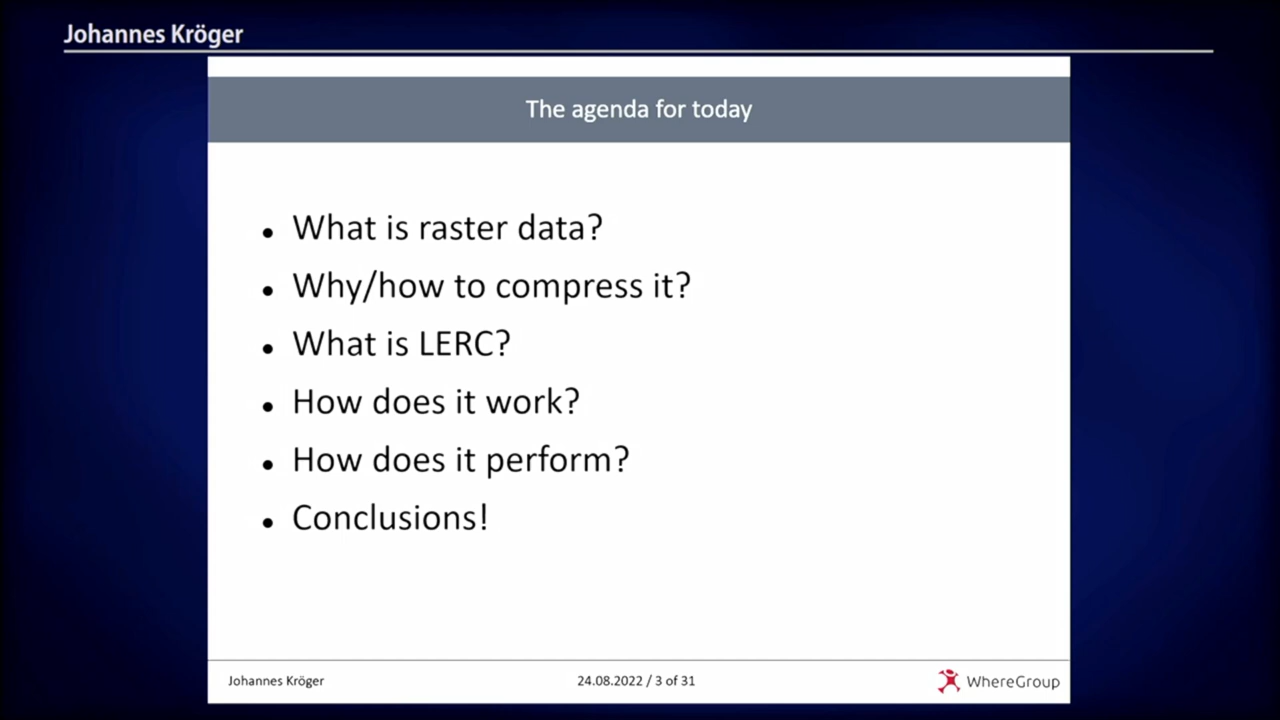 Johannes Kröger
The agenda for today
• What is raster data?
• Why/how to compress it?
• What is LERC?
• How does it work?
• How does it perform?
• Conclusions!
Johannes Kröger 24.08.2022 / 3 of 31 WhereGroup